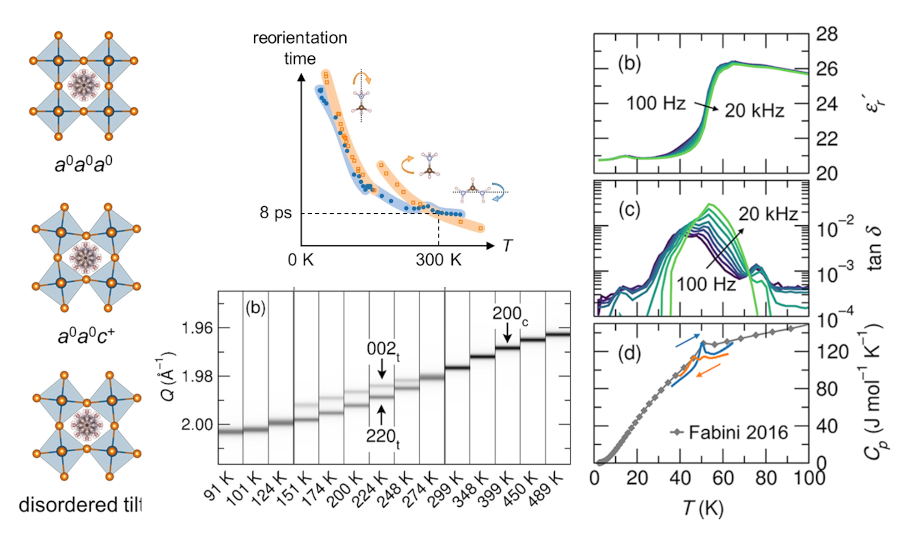 a⁰a⁰a⁰
a⁰a⁰c⁺
disordered tilt
reorientation
time
8 ps
0 K
300 K
T
(b)
Q (Å⁻¹)
1.96
1.98
2.00
002t
220t
200c
91 K
101 K
124 K
151 K
174 K
200 K
224 K
248 K
274 K
299 K
348 K
399 K
450 K
489 K
(b)
100 Hz
20 kHz
28
26
24
22
20
εr′
(c)
20 kHz
100 Hz
10⁻²
10⁻³
10⁻⁴
tan δ
(d)
Fabini 2016
10
120
80
40
0
Cp (J mol⁻¹ K⁻¹)
0 20 40 60 80 100
T (K)